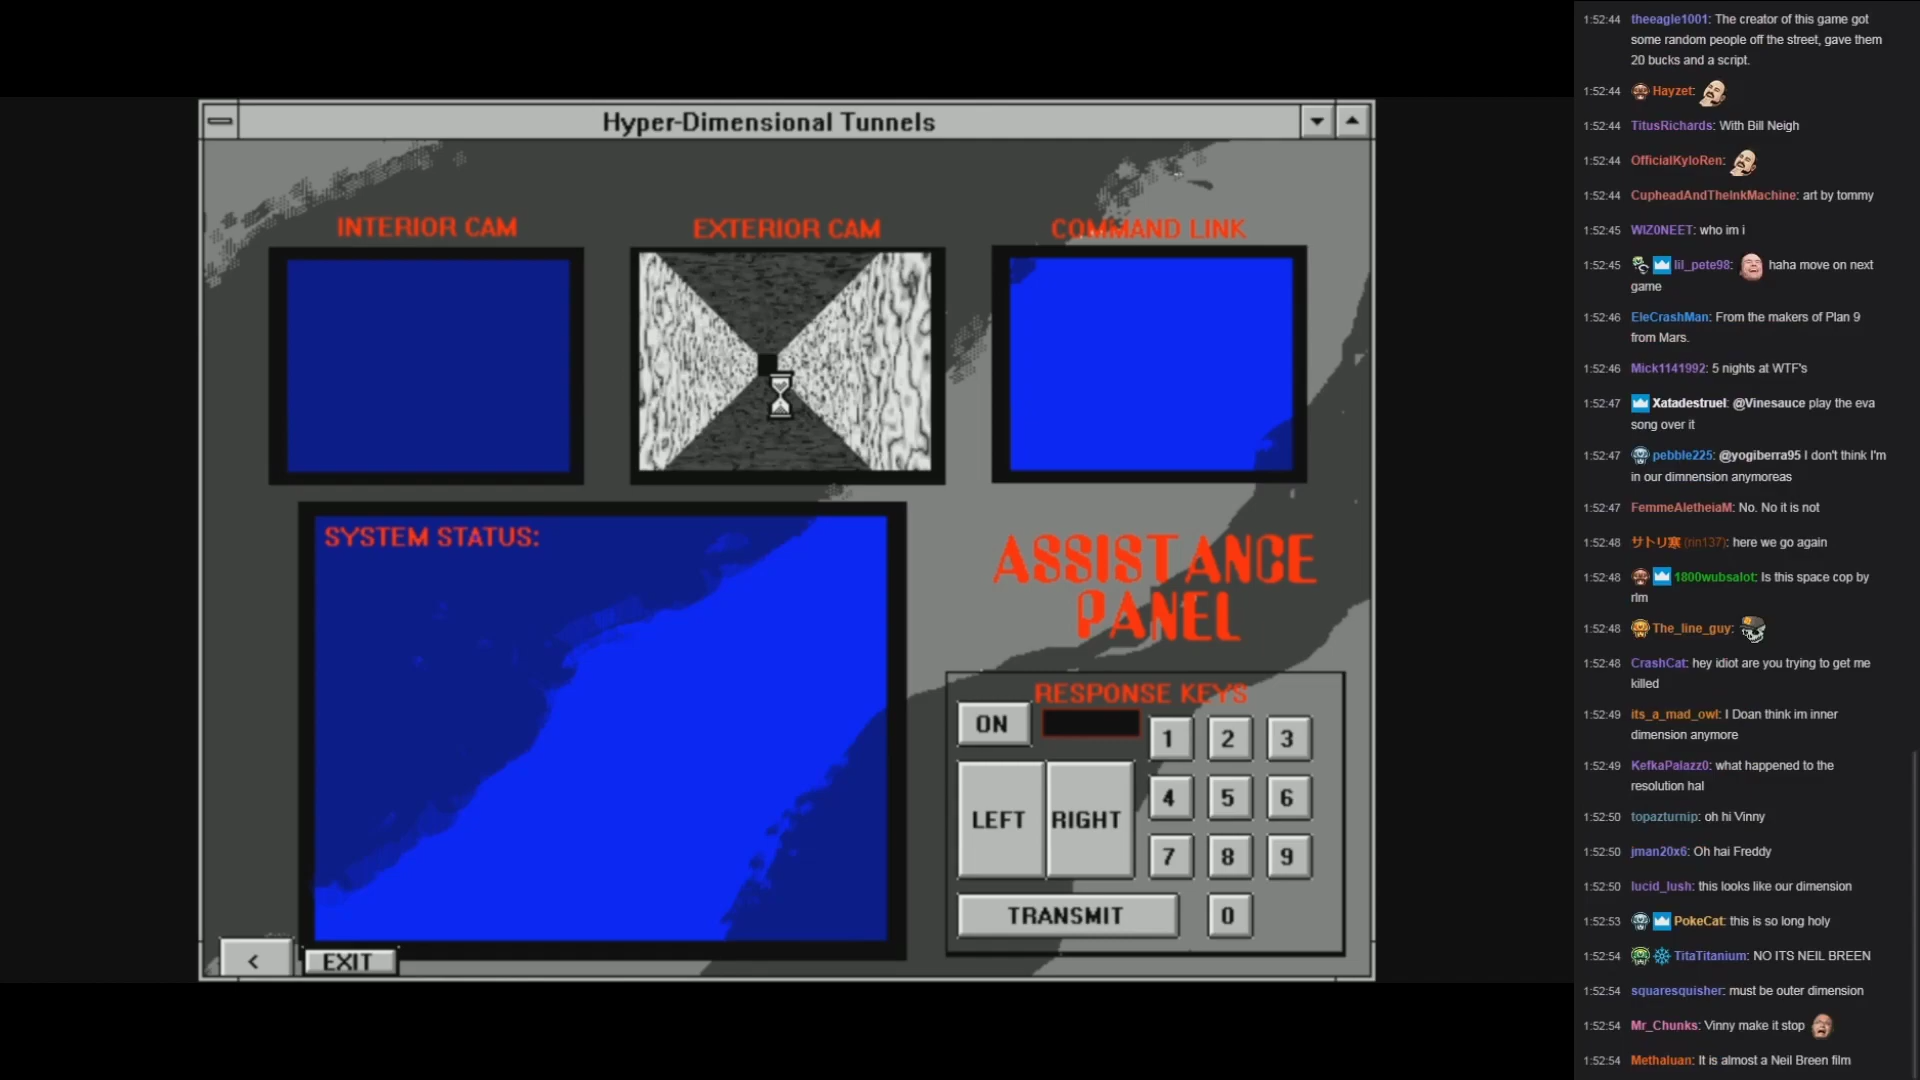 Hyper-Dimensional Tunnels
INTERIOR CAM
EXTERIOR CAM
COMMAND LINK
SYSTEM STATUS:
ASSISTANCE
PANEL
RESPONSE KEYS
ON
1 2 3
LEFT RIGHT
4 5 6
7 8 9
TRANSMIT
0
<
EXIT
1:52:44 theeagle1001: The creator of this game got
some random people off the street, gave them
20 bucks and a script.
1:52:44 Hayzet:
1:52:44 TitusRichards: With Bill Neigh
1:52:44 OfficialKyloRen:
1:52:44 CupheadAndTheInkMachine: art by tommy
1:52:45 WIZ0NEET: who im i
1:52:45 lil_pete98: haha move on next
game
1:52:46 EleCrashMan: From the makers of Plan 9
from Mars.
1:52:46 Mick1141992: 5 nights at WTF's
1:52:47 Xatadestruel: @Vinesauce play the eva
song over it
1:52:47 pebble225: @yogiberra95 I don't think I'm
in our dimnension anymoreas
1:52:47 FemmeAletheiaM: No. No it is not
1:52:48 サトリ寒 (rin137): here we go again
1:52:48 1800wubsalot: Is this space cop by
rlm
1:52:48 The_line_guy:
1:52:48 CrashCat: hey idiot are you trying to get me
killed
1:52:49 its_a_mad_owl: I Doan think im inner
dimension anymore
1:52:49 KefkaPalazz0: what happened to the
resolution hal
1:52:50 topazturnip: oh hi Vinny
1:52:50 jman20x6: Oh hai Freddy
1:52:50 lucid_lush: this looks like our dimension
1:52:53 PokeCat: this is so long holy
1:52:54 TitaTitanium: NO ITS NEIL BREEN
1:52:54 squaresquisher: must be outer dimension
1:52:54 Mr_Chunks: Vinny make it stop
1:52:54 Methaluan: It is almost a Neil Breen film